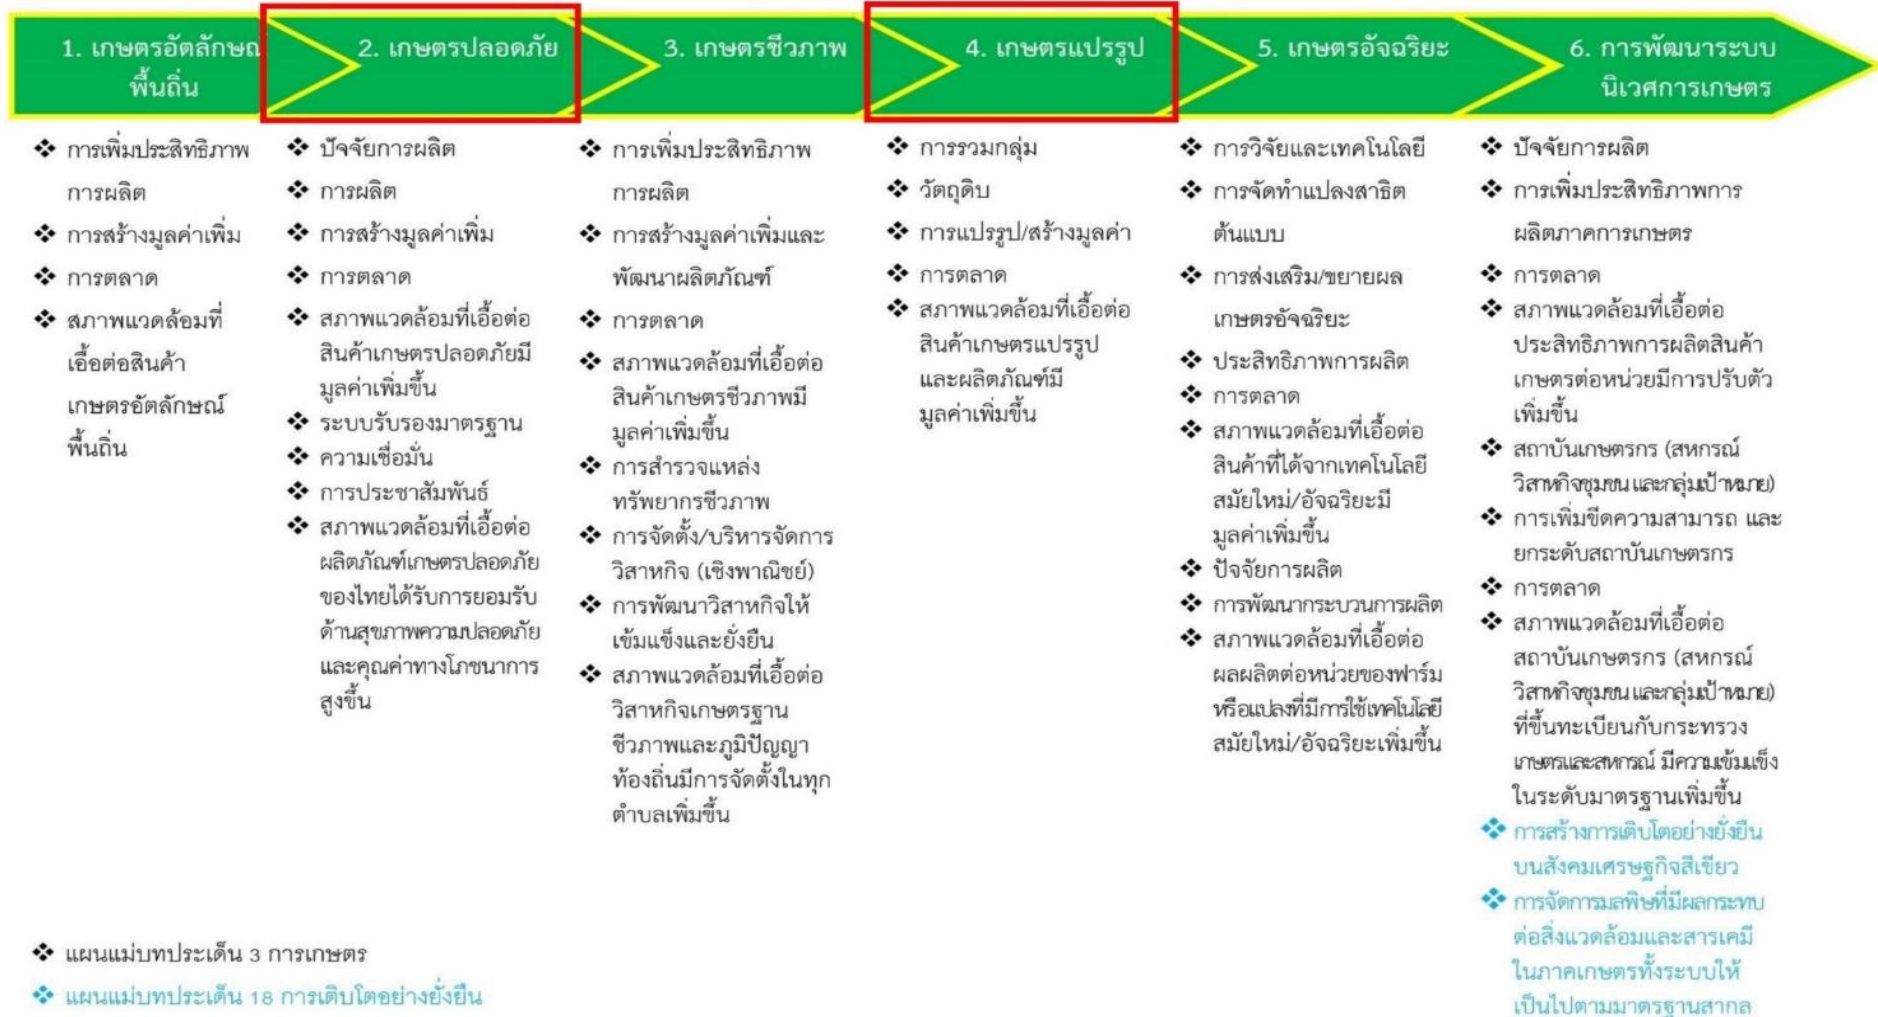 1. เกษตรอัตลักษณ์
พื้นถิ่น
2. เกษตรปลอดภัย
3. เกษตรชีวภาพ
4. เกษตรแปรรูป
5. เกษตรอัจฉริยะ
6. การพัฒนาระบบ
นิเวศการเกษตร
❖ การเพิ่มประสิทธิภาพ
การผลิต
❖ การสร้างมูลค่าเพิ่ม
❖ การตลาด
❖ สภาพแวดล้อมที่
เอื้อต่อสินค้า
เกษตรอัตลักษณ์
พื้นถิ่น
❖ ปัจจัยการผลิต
❖ การผลิต
❖ การสร้างมูลค่าเพิ่ม
❖ การตลาด
❖ สภาพแวดล้อมที่เอื้อต่อ
สินค้าเกษตรปลอดภัยมี
มูลค่าเพิ่มขึ้น
❖ ระบบรับรองมาตรฐาน
❖ ความเชื่อมั่น
❖ การประชาสัมพันธ์
❖ สภาพแวดล้อมที่เอื้อต่อ
ผลิตภัณฑ์เกษตรปลอดภัย
ของไทยได้รับการยอมรับ
ด้านสุขภาพความปลอดภัย
และคุณค่าทางโภชนาการ
สูงขึ้น
❖ การเพิ่มประสิทธิภาพ
การผลิต
❖ การสร้างมูลค่าเพิ่มและ
พัฒนาผลิตภัณฑ์
❖ การตลาด
❖ สภาพแวดล้อมที่เอื้อต่อ
สินค้าเกษตรชีวภาพมี
มูลค่าเพิ่มขึ้น
❖ การสำรวจแหล่ง
ทรัพยากรชีวภาพ
❖ การจัดตั้ง/บริหารจัดการ
วิสาหกิจ (เชิงพาณิชย์)
❖ การพัฒนาวิสาหกิจให้
เข้มแข็งและยั่งยืน
❖ สภาพแวดล้อมที่เอื้อต่อ
วิสาหกิจเกษตรฐาน
ชีวภาพและภูมิปัญญา
ท้องถิ่นมีการจัดตั้งในทุก
ตำบลเพิ่มขึ้น
❖ การรวมกลุ่ม
❖ วัตถุดิบ
❖ การแปรรูป/สร้างมูลค่า
❖ การตลาด
❖ สภาพแวดล้อมที่เอื้อต่อ
สินค้าเกษตรแปรรูป
และผลิตภัณฑ์มี
มูลค่าเพิ่มขึ้น
❖ การวิจัยและเทคโนโลยี
❖ การจัดทำแปลงสาธิต
ต้นแบบ
❖ การส่งเสริม/ขยายผล
เกษตรอัจฉริยะ
❖ ประสิทธิภาพการผลิต
❖ การตลาด
❖ สภาพแวดล้อมที่เอื้อต่อ
สินค้าที่ได้จากเทคโนโลยี
สมัยใหม่/อัจฉริยะมี
มูลค่าเพิ่มขึ้น
❖ ปัจจัยการผลิต
❖ การพัฒนากระบวนการผลิต
❖ สภาพแวดล้อมที่เอื้อต่อ
ผลผลิตต่อหน่วยของฟาร์ม
หรือแปลงที่มีการใช้เทคโนโลยี
สมัยใหม่/อัจฉริยะเพิ่มขึ้น
❖ ปัจจัยการผลิต
❖ การเพิ่มประสิทธิภาพการ
ผลิตภาคการเกษตร
❖ การตลาด
❖ สภาพแวดล้อมที่เอื้อต่อ
ประสิทธิภาพการผลิตสินค้า
เกษตรต่อหน่วยมีการปรับตัว
เพิ่มขึ้น
❖ สถาบันเกษตรกร (สหกรณ์
วิสาหกิจชุมชน และกลุ่มเป้าหมาย)
❖ การเพิ่มขีดความสามารถ และ
ยกระดับสถาบันเกษตรกร
❖ การตลาด
❖ สภาพแวดล้อมที่เอื้อต่อ
สถาบันเกษตรกร (สหกรณ์
วิสาหกิจชุมชน และกลุ่มเป้าหมาย)
ที่ขึ้นทะเบียนกับกระทรวง
เกษตรและสหกรณ์ มีความเข้มแข็ง
ในระดับมาตรฐานเพิ่มขึ้น
❖ การสร้างการเติบโตอย่างยั่งยืน
บนสังคมเศรษฐกิจสีเขียว
❖ การจัดการมลพิษที่มีผลกระทบ
ต่อสิ่งแวดล้อมและสารเคมี
ในภาคเกษตรทั้งระบบให้
เป็นไปตามมาตรฐานสากล
❖ แผนแม่บทประเด็น 3 การเกษตร
❖ แผนแม่บทประเด็น 18 การเติบโตอย่างยั่งยืน